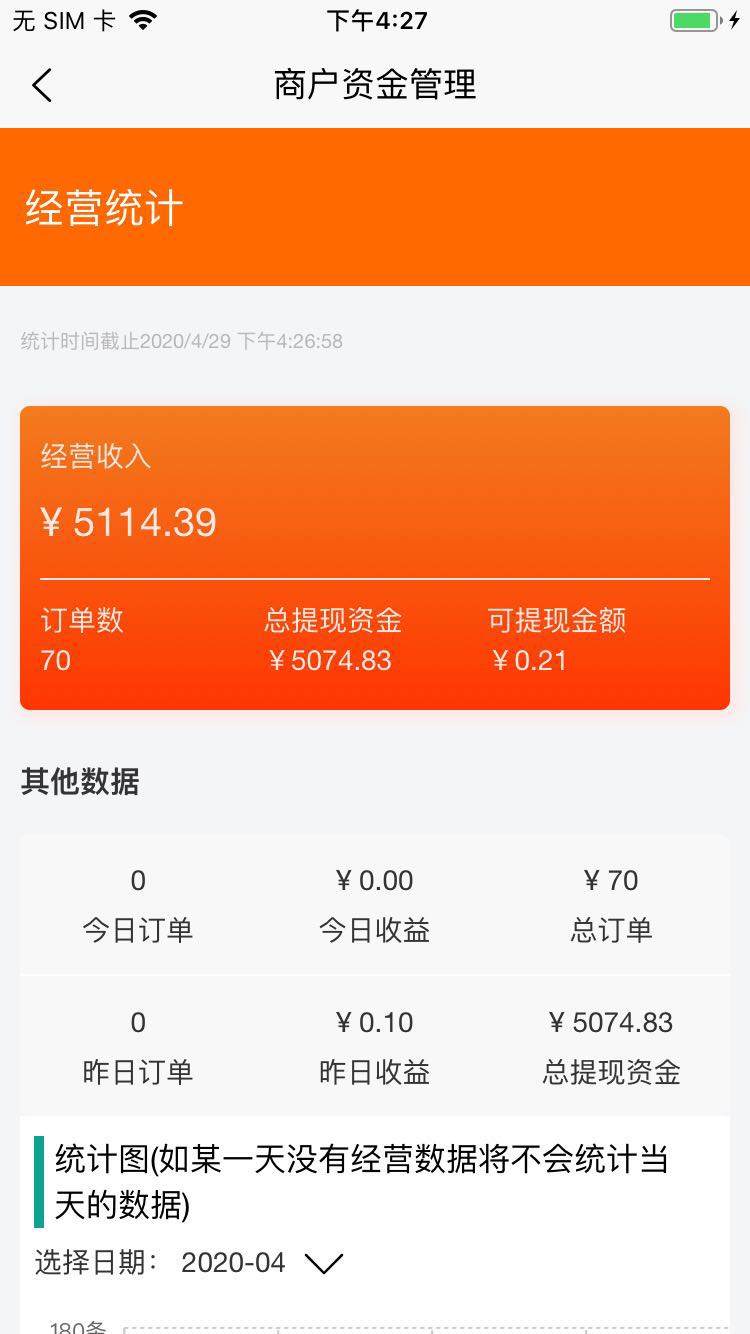 无 SIM 卡 下午4:27
商户资金管理
经营统计
统计时间截止2020/4/29 下午4:26:58
经营收入
¥ 5114.39
订单数 总提现资金 可提现金额
70 ¥ 5074.83 ¥ 0.21
其他数据
0 ¥ 0.00 ¥ 70
今日订单 今日收益 总订单
0 ¥ 0.10 ¥ 5074.83
昨日订单 昨日收益 总提现资金
统计图(如某一天没有经营数据将不会统计当
天的数据)
选择日期： 2020-04
180条